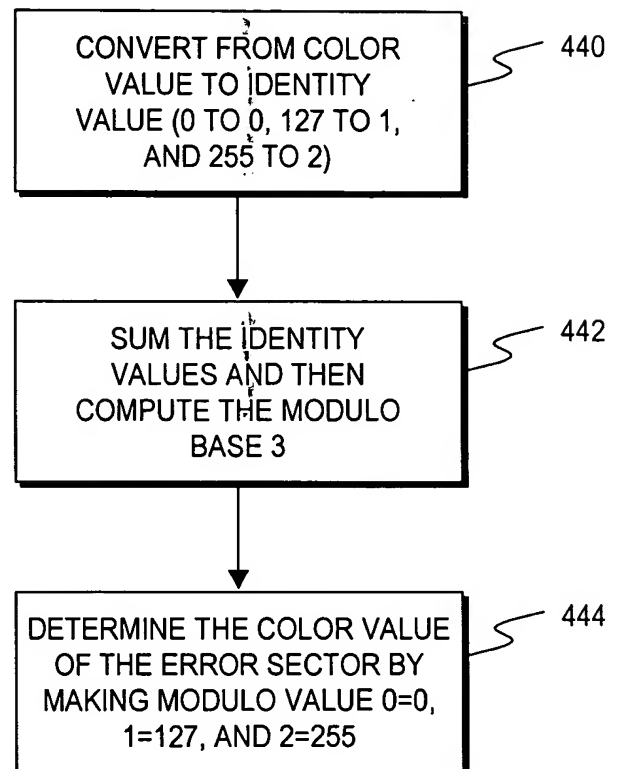 CONVERT FROM COLOR
VALUE TO IDENTITY
VALUE (0 TO 0, 127 TO 1,
AND 255 TO 2)
440
SUM THE IDENTITY
VALUES AND THEN
COMPUTE THE MODULO
BASE 3
442
DETERMINE THE COLOR VALUE
OF THE ERROR SECTOR BY
MAKING MODULO VALUE 0=0,
1=127, AND 2=255
444